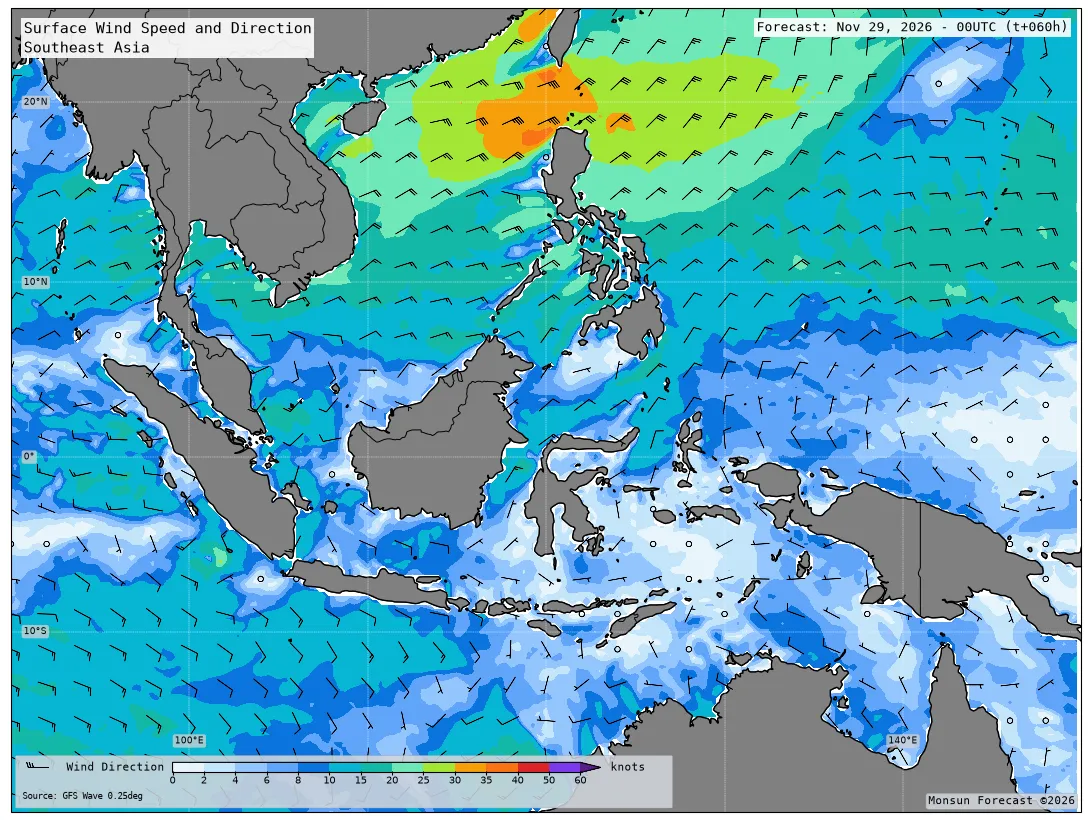 Surface Wind Speed and Direction
Southeast Asia
Forecast: Nov 29, 2026 - 00UTC (t+060h)
20°N
10°N
0°
10°S
100°E
140°E
Wind Direction
0 2 4 6 8 10 15 20 25 30 35 40 50 60
knots
Source: GFS Wave 0.25deg
Monsun Forecast ©2026